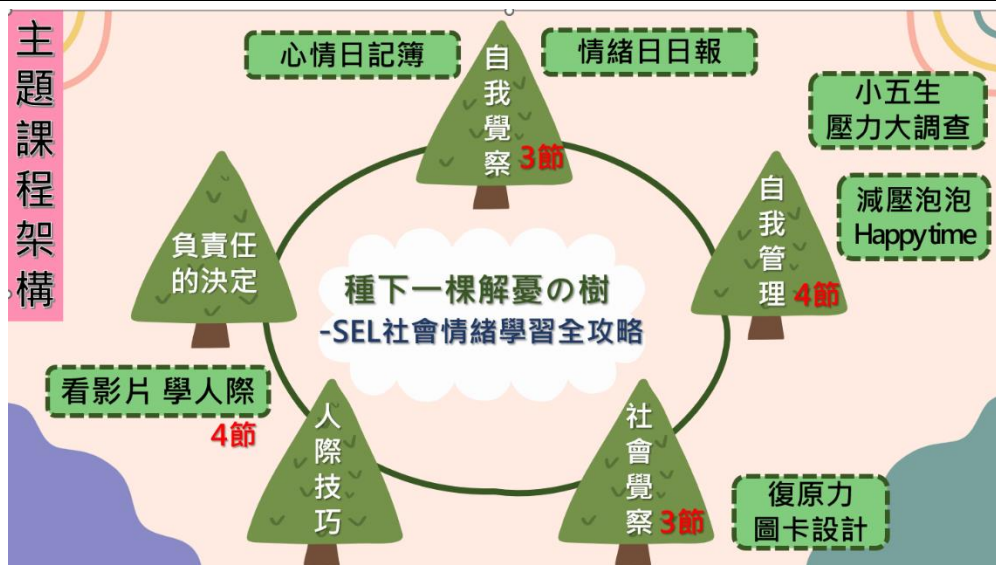 主題課程架構
心情日記簿
情緒日日報
自我覺察
3節
小五生
壓力大調查
減壓泡泡
Happy time
自我管理
4節
負責任
的決定
種下一棵解憂の樹
-SEL社會情緒學習全攻略
看影片 學人際
4節
人際技巧
社會覺察
3節
復原力
圖卡設計